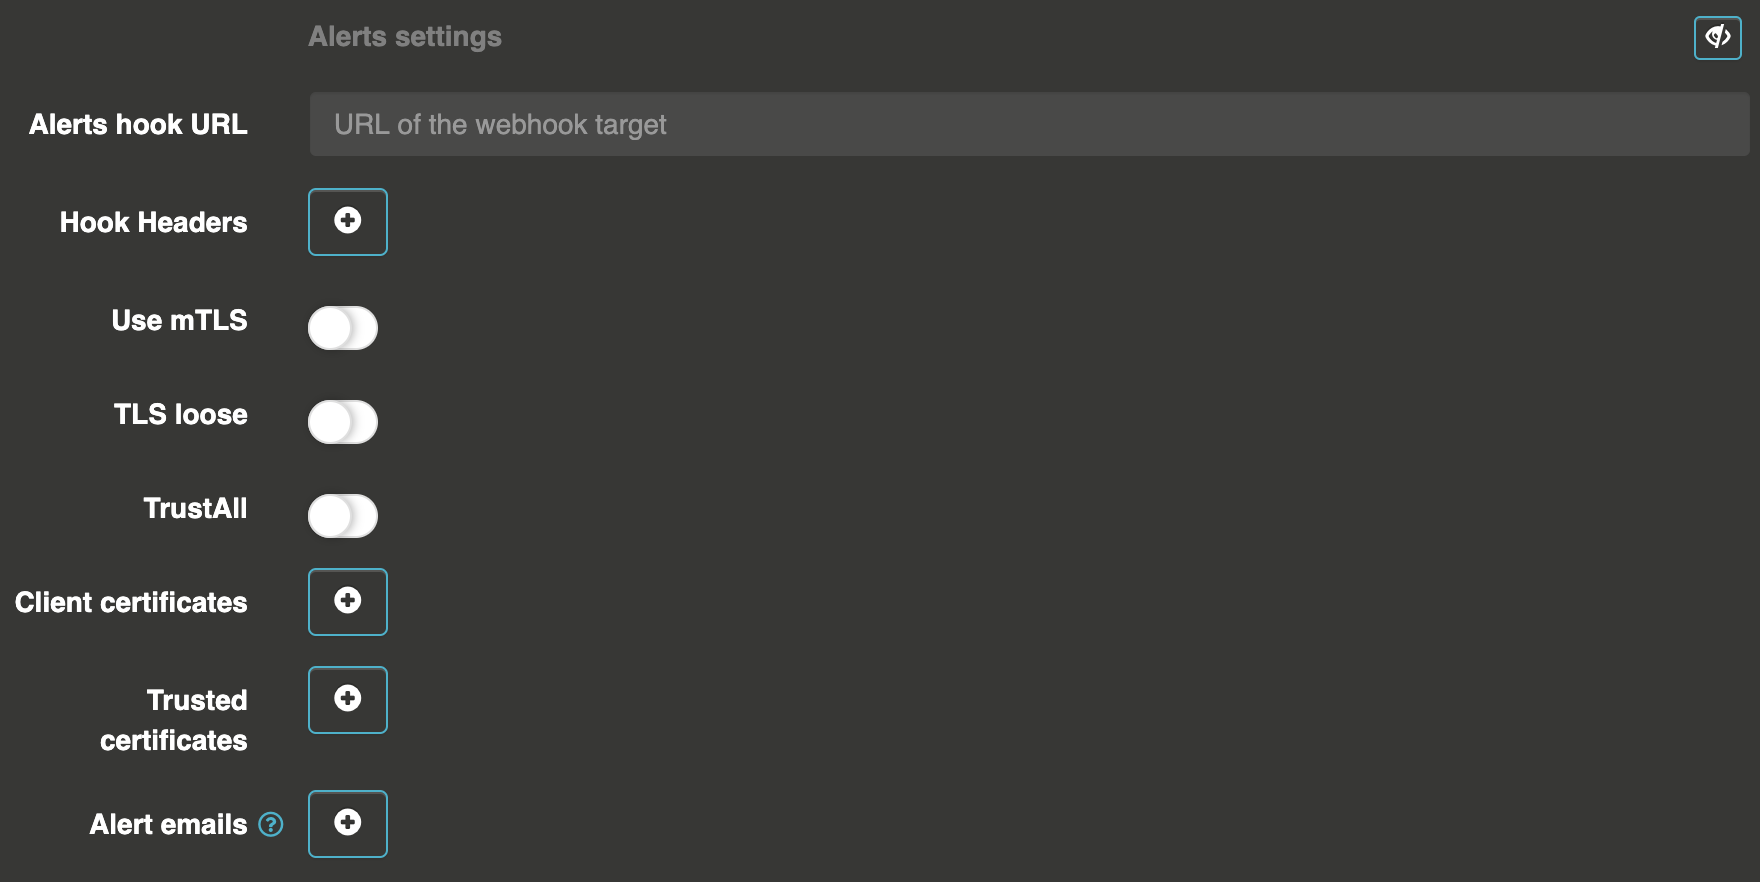 Alerts settings
Alerts hook URL
URL of the webhook target
Hook Headers
Use mTLS
TLS loose
TrustAll
Client certificates
Trusted
certificates
Alert emails